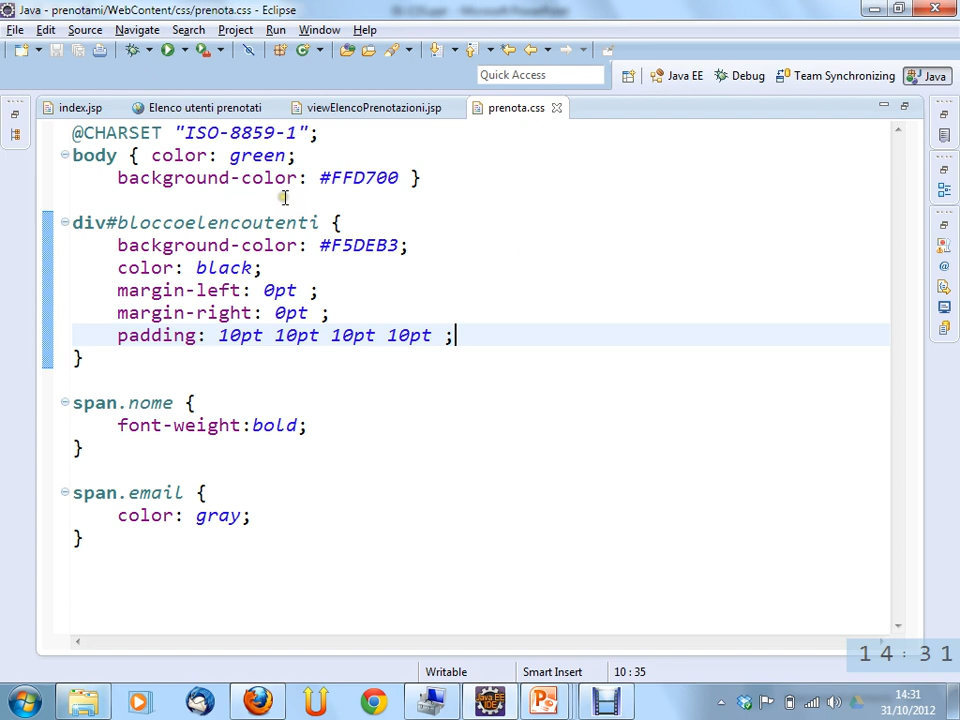 Java - prenotami/WebContent/css/prenota.css - Eclipse
File Edit Source Navigate Search Project Run Window Help
Quick Access
Java EE Debug Team Synchronizing Java
index.jsp Elenco utenti prenotati viewElencoPrenotazioni.jsp prenota.css
@CHARSET "ISO-8859-1";
body { color: green;
background-color: #FFD700 }
div#bloccoelencoutenti {
background-color: #F5DEB3;
color: black;
margin-left: 0pt ;
margin-right: 0pt ;
padding: 10pt 10pt 10pt 10pt ;
}
span.nome {
font-weight:bold;
}
span.email {
color: gray;
}
14:31
Writable Smart Insert 10 : 35
14:31
31/10/2012